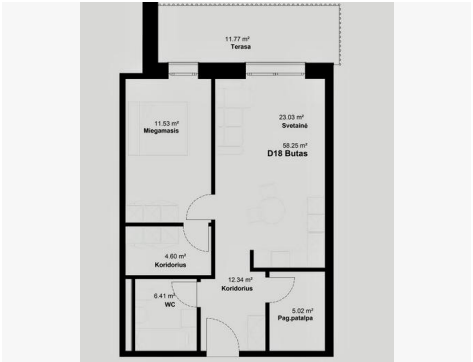 11.77 m²
Terasa
11.53 m²
Miegamasis
23.03 m²
Svetainė
58.25 m²
D18 Butas
4.60 m²
Koridorius
12.34 m²
Koridorius
6.41 m²
WC
5.02 m²
Pag.patalpa